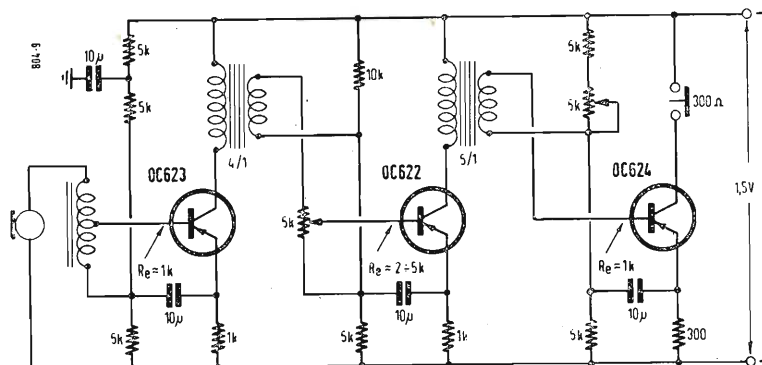 804-9
10µ
5k
5k
4/1
OC623
Re ≈ 1k
10µ
5k
1k
10k
5k
5/1
OC622
Re ≈ 2÷5k
10µ
5k
1k
5k
5k
300 Ω
OC624
Re ≈ 1k
10µ
5k
300
1,5V